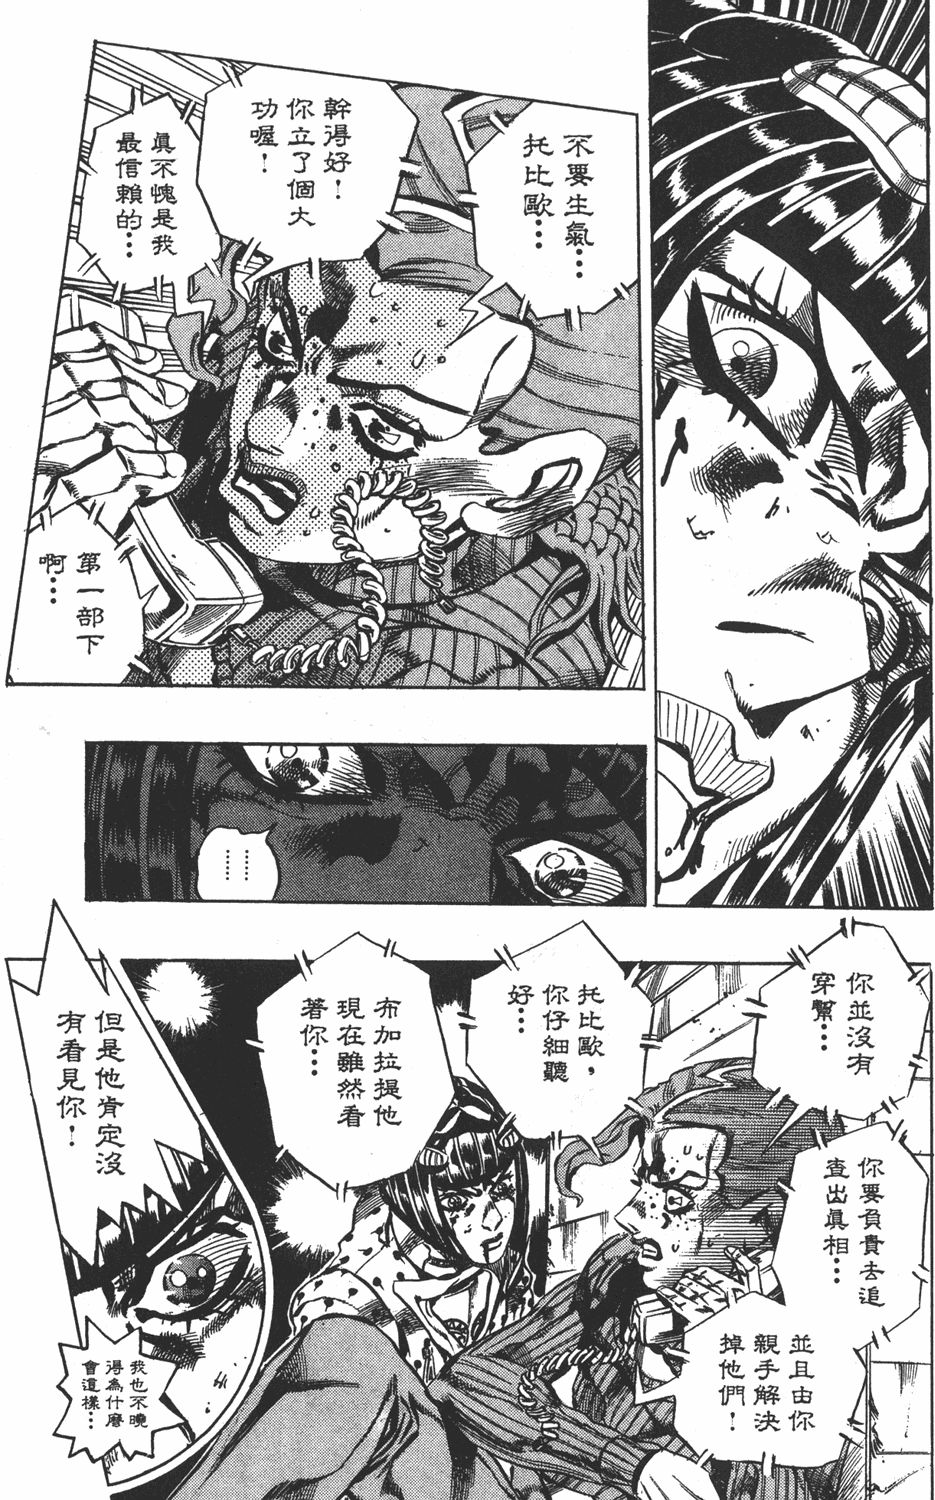 不要生氣…
托比歐…
幹得好！
你立了個大
功喔！
真不愧是我
最信賴的…
第一部下
啊…
……
你並沒有
穿幫…
托比歐，
你仔細聽
好…
布加拉提他
現在雖然看
著你…
但是他肯定沒
有看見你！
我也不曉
得為什麼
會這樣…
你要負責去追
查出真相…
並且由你
親手解決
掉他們！